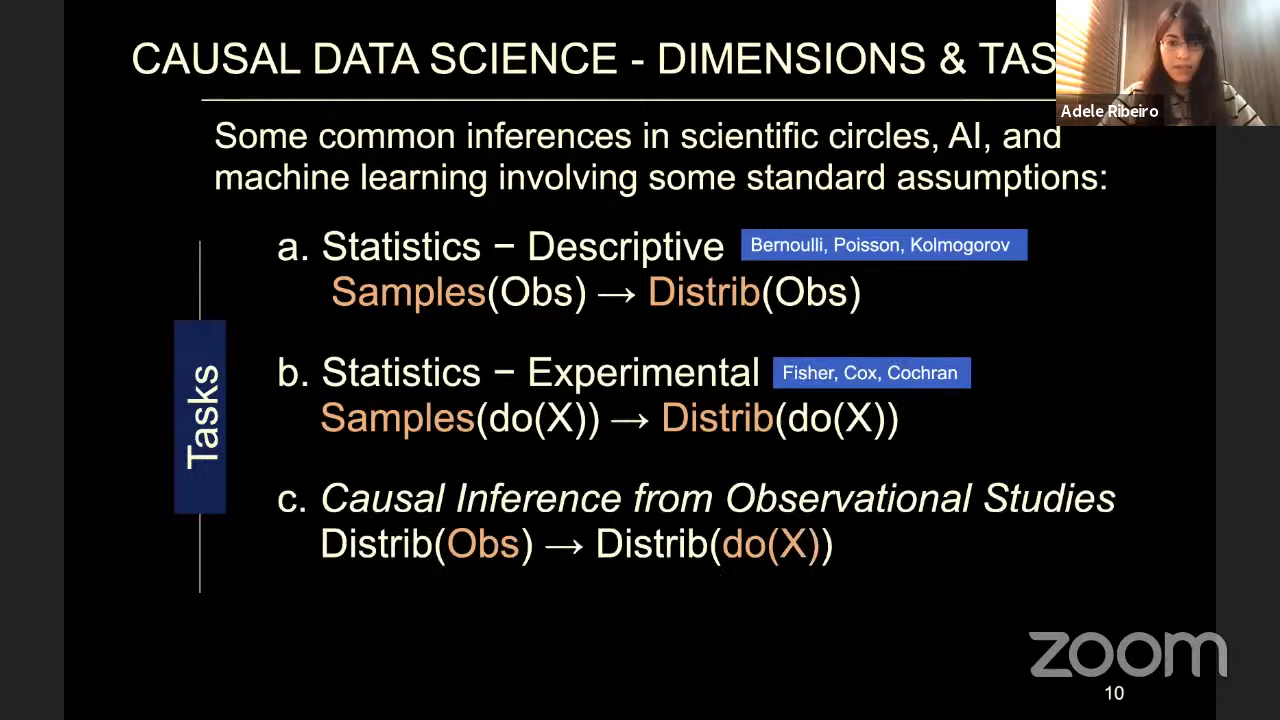 CAUSAL DATA SCIENCE - DIMENSIONS & TAS
Adele Ribeiro
Some common inferences in scientific circles, AI, and
machine learning involving some standard assumptions:
Tasks
a. Statistics − Descriptive Bernoulli, Poisson, Kolmogorov
Samples(Obs) → Distrib(Obs)
b. Statistics − Experimental Fisher, Cox, Cochran
Samples(do(X)) → Distrib(do(X))
c. Causal Inference from Observational Studies
Distrib(Obs) → Distrib(do(X))
zoom
10